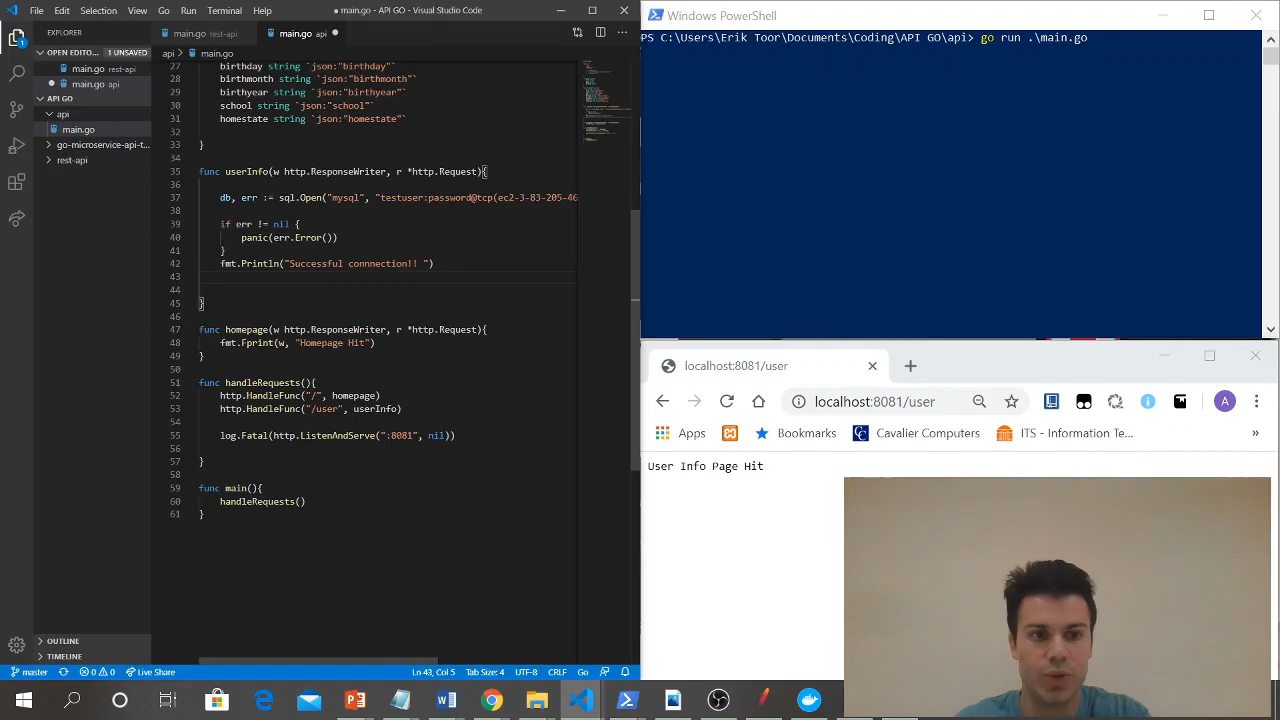 File Edit Selection View Go Run Terminal Help ● main.go - API GO - Visual Studio Code
EXPLORER
OPEN EDITO... 1 UNSAVED
main.go rest-api
● main.go api
API GO
api
main.go
jc-microservice-api-t...
rest-api
OUTLINE
TIMELINE
main.go rest-api
main.go api ●
api > main.go
27 birthday string `json:"birthday"`
28 birthmonth string `json:"birthmonth"`
29 birthyear string `json:"birthyear"`
30 school string `json:"school"`
31 homestate string `json:"homestate"`
32
33 }
34
35 func userInfo(w http.ResponseWriter, r *http.Request){
36
37 db, err := sql.Open("mysql", "testuser:password@tcp(ec2-3-83-205-46
38
39 if err != nil {
40 panic(err.Error())
41 }
42 fmt.Println("Successful connnection!! ")
43
44
45 }
46
47 func homepage(w http.ResponseWriter, r *http.Request){
48 fmt.Fprint(w, "Homepage Hit")
49 }
50
51 func handleRequests(){
52 http.HandleFunc("/", homepage)
53 http.HandleFunc("/user", userInfo)
54
55 log.Fatal(http.ListenAndServe(":8081", nil))
56
57 }
58
59 func main(){
60 handleRequests()
61 }
master 0 0 Live Share Ln 43, Col 5 Tab Size: 4 UTF-8 CRLF Go
Windows PowerShell
PS C:\Users\Erik Toor\Documents\Coding\API GO\api> go run .\main.go
localhost:8081/user
localhost:8081/user
A
Apps Bookmarks CC Cavalier Computers ITS - Information Te... »
User Info Page Hit